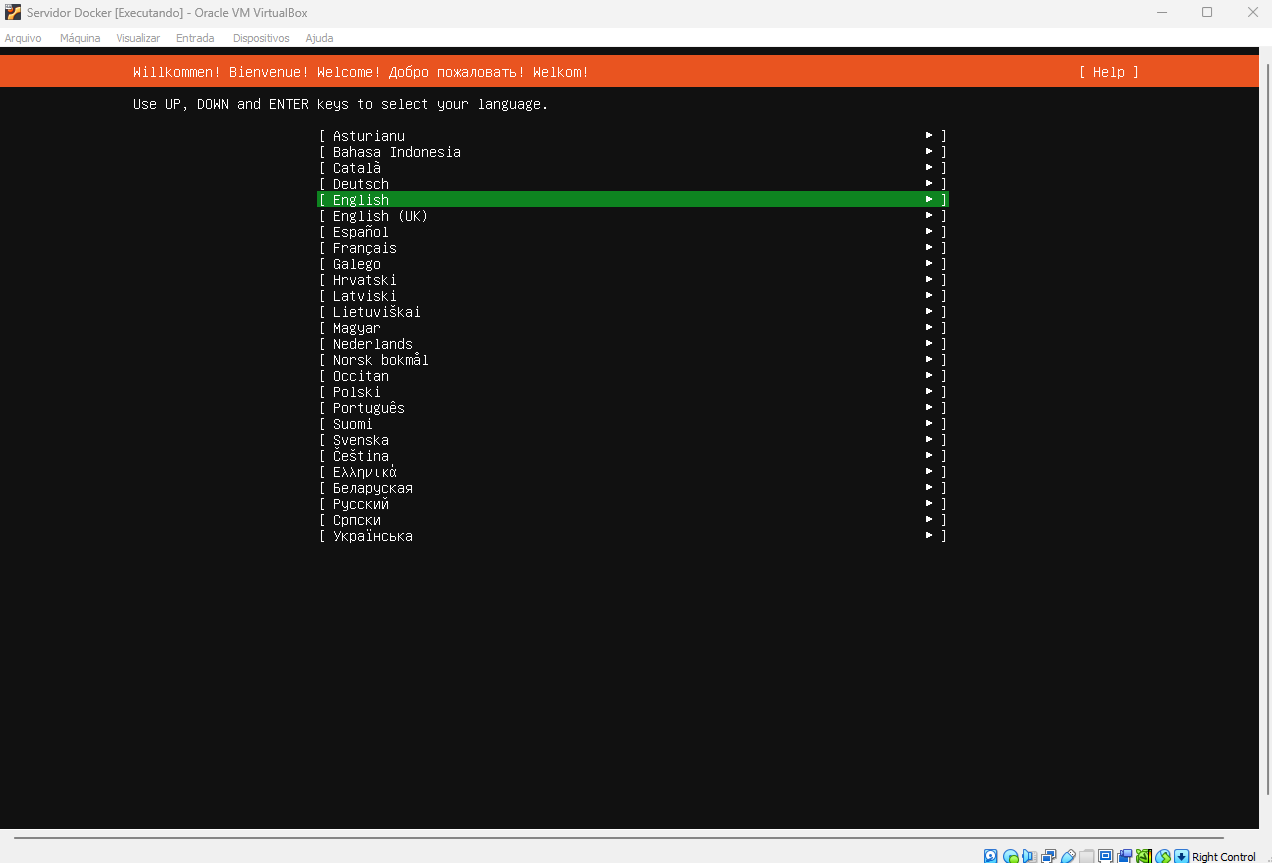 Servidor Docker [Executando] - Oracle VM VirtualBox
Arquivo Máquina Visualizar Entrada Dispositivos Ajuda
Willkommen! Bienvenue! Welcome! Добро пожаловать! Welkom! [ Help ]
Use UP, DOWN and ENTER keys to select your language.
[ Asturianu ► ]
[ Bahasa Indonesia ► ]
[ Català ► ]
[ Deutsch ► ]
[ English ► ]
[ English (UK) ► ]
[ Español ► ]
[ Français ► ]
[ Galego ► ]
[ Hrvatski ► ]
[ Latviski ► ]
[ Lietuviškai ► ]
[ Magyar ► ]
[ Nederlands ► ]
[ Norsk bokmål ► ]
[ Occitan ► ]
[ Polski ► ]
[ Português ► ]
[ Suomi ► ]
[ Svenska ► ]
[ Čeština ► ]
[ Ελληνικά ► ]
[ Беларуская ► ]
[ Русский ► ]
[ Српски ► ]
[ Українська ► ]
Right Control